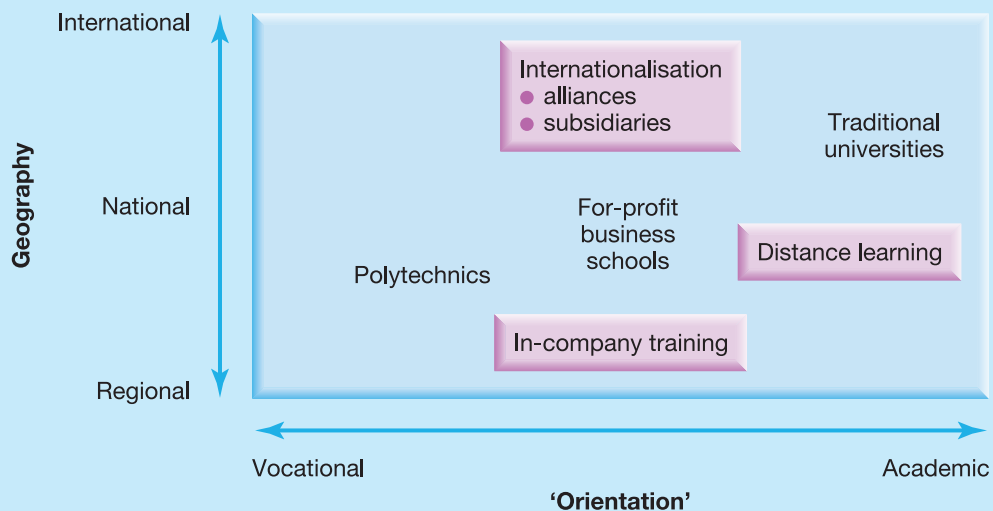 International
Internationalisation
● alliances
● subsidiaries
Traditional
universities
Geography
National
For-profit
business
schools
Distance learning
Polytechnics
In-company training
Regional
Vocational
Academic
‘Orientation’